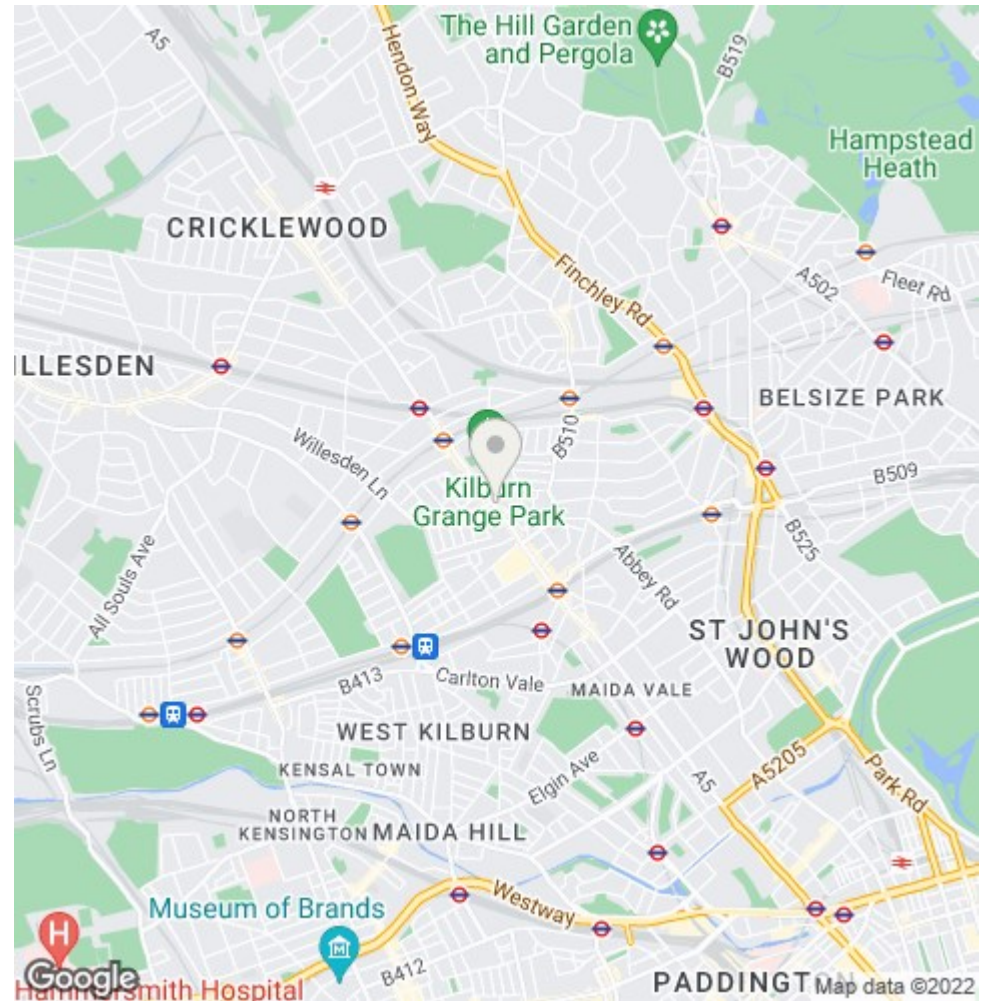 A5
Hendon Way
The Hill Garden
and Pergola
B519
Hampstead
Heath
CRICKLEWOOD
Finchley Rd
A502
Fleet Rd
ILLESDEN
BELSIZE PARK
B510
Willesden Ln
Kilburn
Grange Park
B509
B525
All Souls Ave
Abbey Rd
ST JOHN'S
WOOD
B413
Carlton Vale
MAIDA VALE
Scrubs Ln
WEST KILBURN
KENSAL TOWN
Elgin Ave
A5
A5205
Park Rd
NORTH
KENSINGTON
MAIDA HILL
Museum of Brands
Westway
H
M
B412
Google
Hammersmith Hospital
PADDINGTON
Map data ©2022